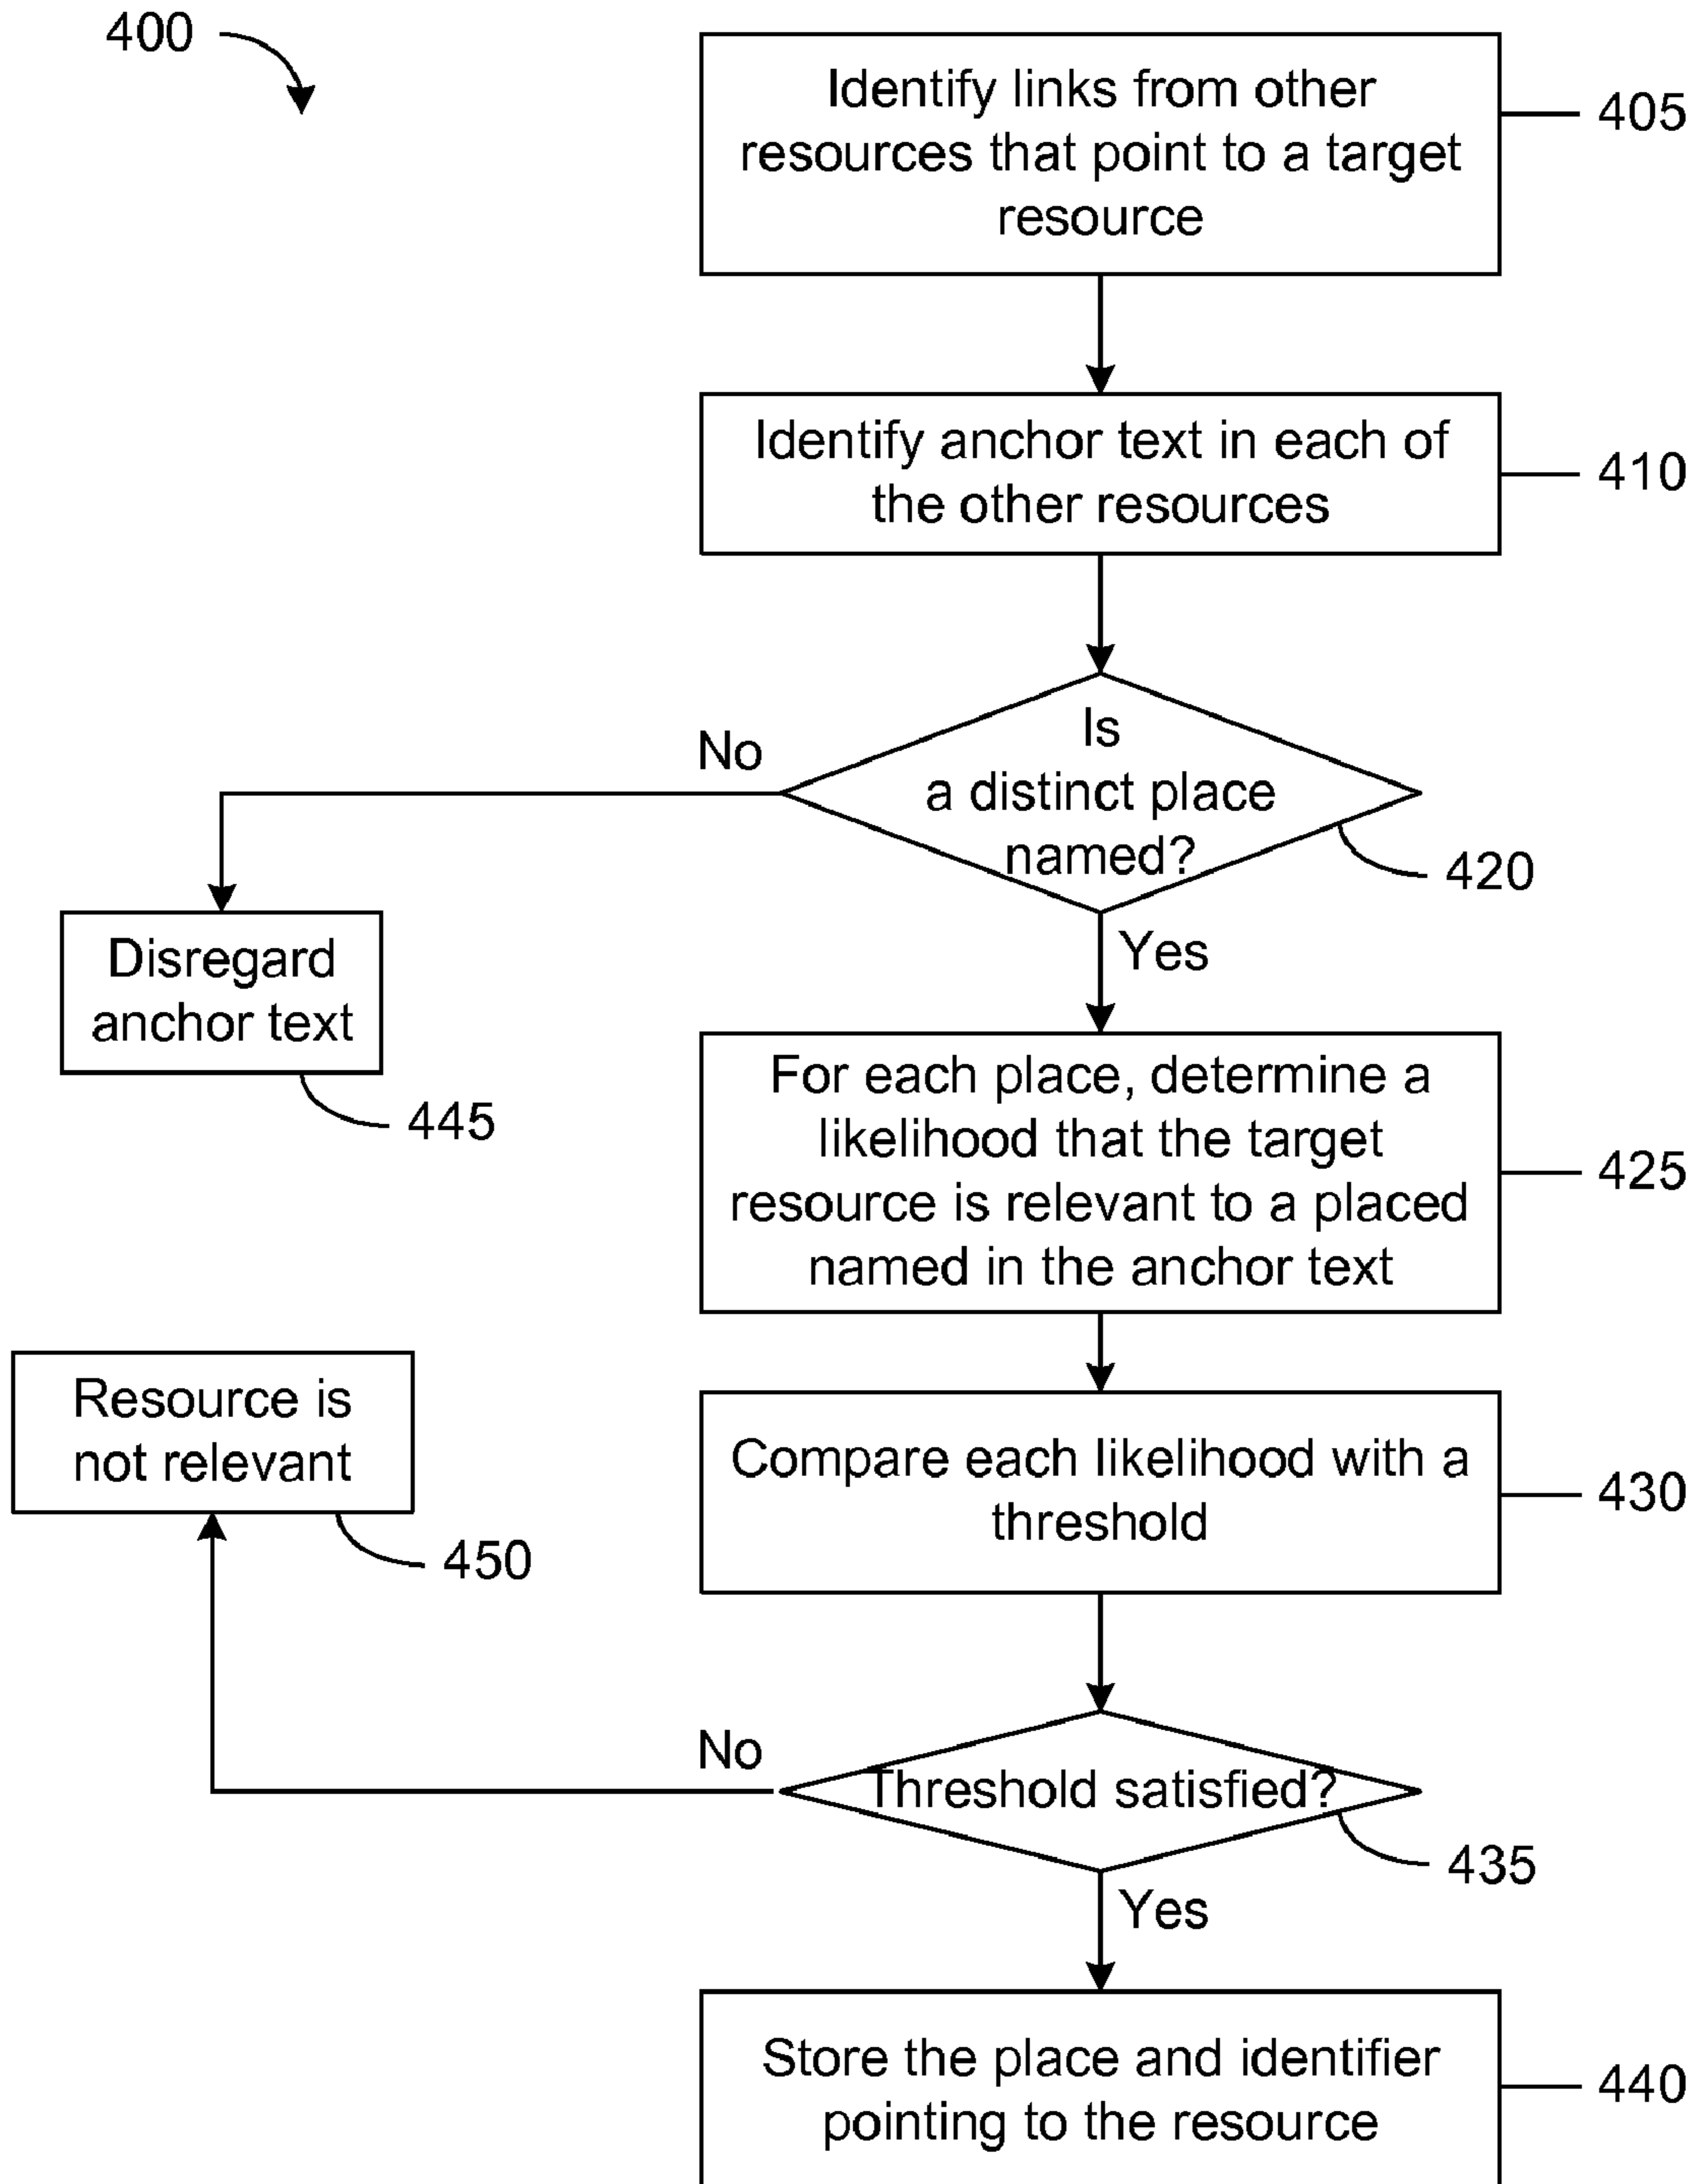 400
Identify links from other
resources that point to a target
resource
405
Identify anchor text in each of
the other resources
410
Is
a distinct place
named?
420
No
Yes
Disregard
anchor text
445
For each place, determine a
likelihood that the target
resource is relevant to a placed
named in the anchor text
425
Resource is
not relevant
450
Compare each likelihood with a
threshold
430
No
Threshold satisfied?
435
Yes
Store the place and identifier
pointing to the resource
440